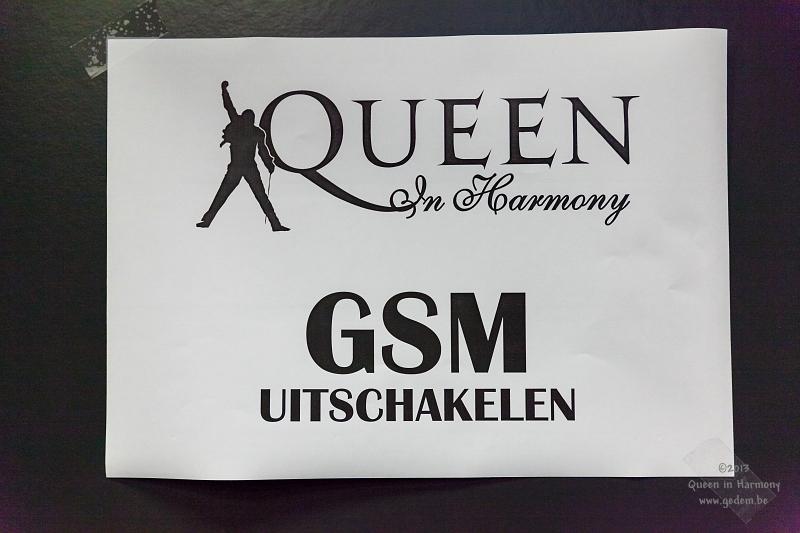 QUEEN
In Harmony
GSM
UITSCHAKELEN
©2013
Queen in Harmony
www.gedem.be